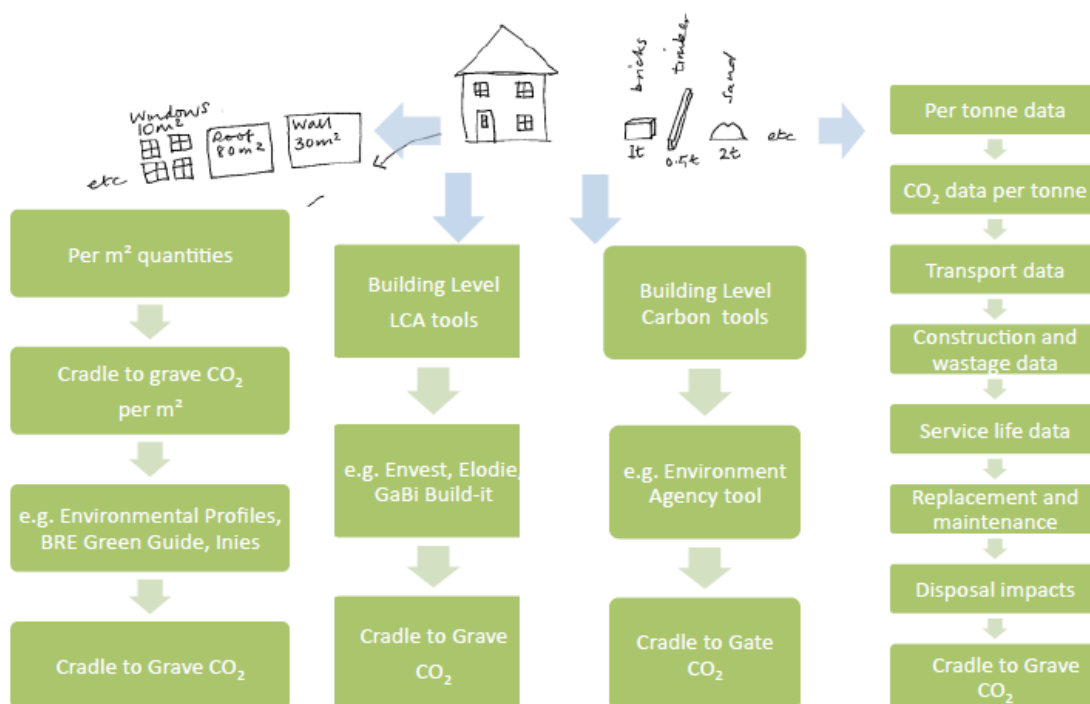 Windows
10m²
Roof
80m²
Wall
30m²
etc
bricks
timber
sand
1t
0.5t
2t
etc
Per m² quantities
Cradle to grave CO₂
per m²
e.g. Environmental Profiles,
BRE Green Guide, Inies
Cradle to Grave CO₂
Building Level
LCA tools
e.g. Envest, Elodie,
GaBi Build-it
Cradle to Grave
CO₂
Building Level
Carbon tools
e.g. Environment
Agency tool
Cradle to Gate
CO₂
Per tonne data
CO₂ data per tonne
Transport data
Construction and
wastage data
Service life data
Replacement and
maintenance
Disposal impacts
Cradle to Grave
CO₂